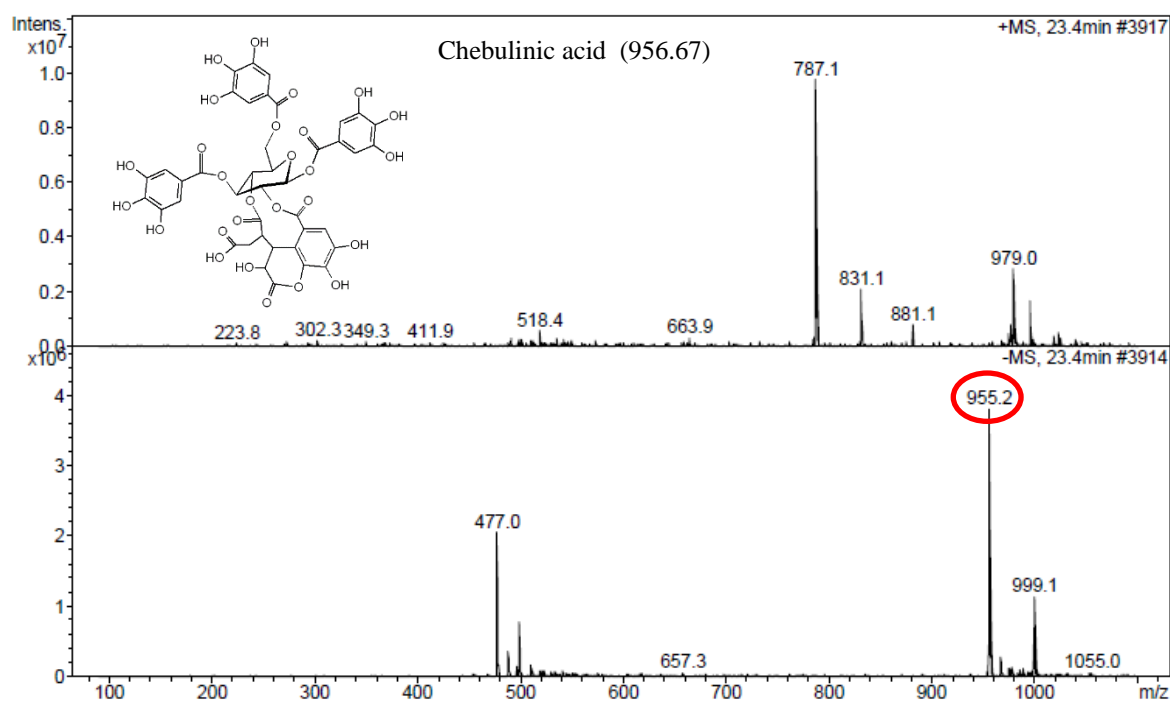 Intens.
x10⁷
+MS, 23.4min #3917
Chebulinic acid (956.67)
1.0
0.8
0.6
0.4
0.2
0.0
787.1
831.1
881.1
979.0
223.8
302.3
349.3
411.9
518.4
663.9
OH
HO
OH
HO
O
O
OH
OH
OH
O
O
O
O
O
HO
HO
OH
O
O
O
O
O
O
O
HO
HO
O
O
OH
OH
x10⁶
-MS, 23.4min #3914
4
3
2
1
0
955.2
477.0
999.1
657.3
1055.0
100
200
300
400
500
600
700
800
900
1000
m/z